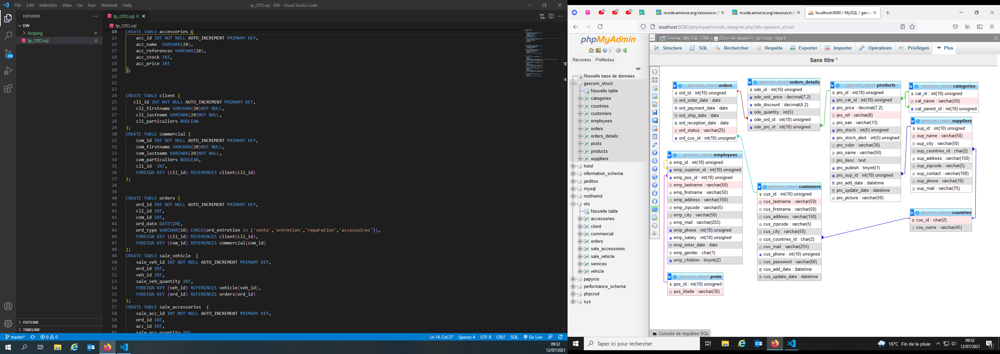 File Edit Selection View Go Run Terminal Help
tp_OTO.sql - DW - Visual Studio Code
EXPLORER
DW
looping
tp_OTO.sql U
218
OUTLINE
TIMELINE
tp_OTO.sql U
tp_OTO.sql
14 CREATE TABLE accessories (
15 acc_id INT NOT NULL AUTO_INCREMENT PRIMARY KEY,
16 acc_name  VARCHAR(20),
17 acc_references VARCHAR(20),
18 acc_stock INT,
19 acc_price INT
20 );
21
22
23
24 CREATE TABLE client (
25 cli_id INT NOT NULL AUTO_INCREMENT PRIMARY KEY,
26 cli_firstname VARCHAR(20)NOT NULL,
27 cli_lastname VARCHAR(20)NOT NULL,
28 cli_particuliers BOOLEAN
29 );
30 CREATE TABLE commercial (
31 com_id INT NOT NULL AUTO_INCREMENT PRIMARY KEY,
32 com_firstname VARCHAR(20)NOT NULL,
33 com_lastname VARCHAR(20)NOT NULL,
34 com_particuliers BOOLEAN,
35 cli_id  INT,
36 FOREIGN KEY (cli_id) REFERENCES client(cli_id)
37 );
38
39
40 CREATE TABLE orders (
41 ord_id INT NOT NULL AUTO_INCREMENT PRIMARY KEY,
42 cli_id INT,
43 com_id INT,
44 ord_date DATETIME,
45 ord_type VARCHAR(10) CHECK(ord_entretien in ('vente','entretien','reparation','accessoires')),
46 FOREIGN KEY (cli_id) REFERENCES client(cli_id),
47 FOREIGN KEY (com_id) REFERENCES commercial(com_id)
48 );
49 CREATE TABLE sale_vehicle  (
50 sale_veh_id INT NOT NULL AUTO_INCREMENT PRIMARY KEY,
51 ord_id INT,
52 veh_id INT,
53 sale_veh_quantity INT,
54 FOREIGN KEY (veh_id) REFERENCES vehicle(veh_id),
55 FOREIGN KEY (ord_id) REFERENCES orders(ord_id)
56 );
57 CREATE TABLE sale_accessories  (
58 sale_acc_id INT NOT NULL AUTO_INCREMENT PRIMARY KEY,
59 ord_id INT,
60 acc_id INT,
61 sale_acc_quantity INT
master* 0 0
Ln 14, Col 27 Spaces: 4 UTF-8 CRLF SQL Go Live
09:32
12/07/2021
ncode.amorce.org/ressources/
ncode.amorce.org/ressources/
localhost:8080 / MySQL / gesco
localhost:8080/phpmyadmin/db_designer.php?db=gescom_struct
phpMyAdmin
Récentes Préférées
Nouvelle base de données
gescom_struct
Nouvelle table
categories
countries
customers
employees
orders
orders_details
posts
products
suppliers
hotel
information_schema
jarditou
mysql
northwind
oto
Nouvelle table
accessories
client
commercial
orders
sale_accessories
sale_vehicle
services
vehicle
papyrus
performance_schema
phpcrud
sys
Serveur: MySQL:3306 » Base de données: gescom_struct
Structure SQL Rechercher Requête Exporter Importer Opérations Privilèges Plus
Sans titre *
gescom_struct orders
ord_id : int(10) unsigned
ord_order_date : date
ord_payment_date : date
ord_ship_date : date
ord_reception_date : date
ord_status : varchar(25)
ord_cus_id : int(10) unsigned
gescom_struct orders_details
ode_id : int(10) unsigned
ode_unit_price : decimal(7,2)
ode_discount : decimal(4,2)
ode_quantity : int(5)
ode_ord_id : int(10) unsigned
ode_pro_id : int(10) unsigned
gescom_struct products
pro_id : int(10) unsigned
pro_cat_id : int(10) unsigned
pro_price : decimal(7,2)
pro_ref : varchar(8)
pro_ean : varchar(13)
pro_stock : int(5) unsigned
pro_stock_alert : int(5) unsigned
pro_color : varchar(30)
pro_name : varchar(50)
pro_desc : text
pro_publish : tinyint(1)
pro_sup_id : int(10) unsigned
pro_add_date : datetime
pro_update_date : datetime
pro_picture : varchar(50)
gescom_struct categories
cat_id : int(10) unsigned
cat_name : varchar(50)
cat_parent_id : int(10) unsigned
gescom_struct suppliers
sup_id : int(10) unsigned
sup_name : varchar(50)
sup_city : varchar(50)
sup_countries_id : char(2)
sup_address : varchar(150)
sup_zipcode : varchar(5)
sup_contact : varchar(100)
sup_phone : varchar(10)
sup_mail : varchar(75)
gescom_struct employees
emp_id : int(10) unsigned
emp_superior_id : int(10) unsigned
emp_pos_id : int(10) unsigned
emp_lastname : varchar(50)
emp_firstname : varchar(50)
emp_address : varchar(150)
emp_zipcode : varchar(5)
emp_city : varchar(50)
emp_mail : varchar(255)
emp_phone : int(10) unsigned
emp_salary : int(10) unsigned
emp_enter_date : date
emp_gender : char(1)
emp_children : tinyint(2)
gescom_struct customers
cus_id : int(10) unsigned
cus_lastname : varchar(50)
cus_firstname : varchar(50)
cus_address : varchar(150)
cus_zipcode : varchar(5)
cus_city : varchar(50)
cus_countries_id : char(2)
cus_mail : varchar(255)
cus_phone : int(10) unsigned
cus_password : varchar(60)
cus_add_date : datetime
cus_update_date : datetime
gescom_struct countries
cou_id : char(2)
cou_name : varchar(45)
gescom_struct posts
pos_id : int(10) unsigned
pos_libelle : varchar(30)
Console de requêtes SQL
Taper ici pour rechercher
16°C Fin de la pluie
09:32
12/07/2021
1